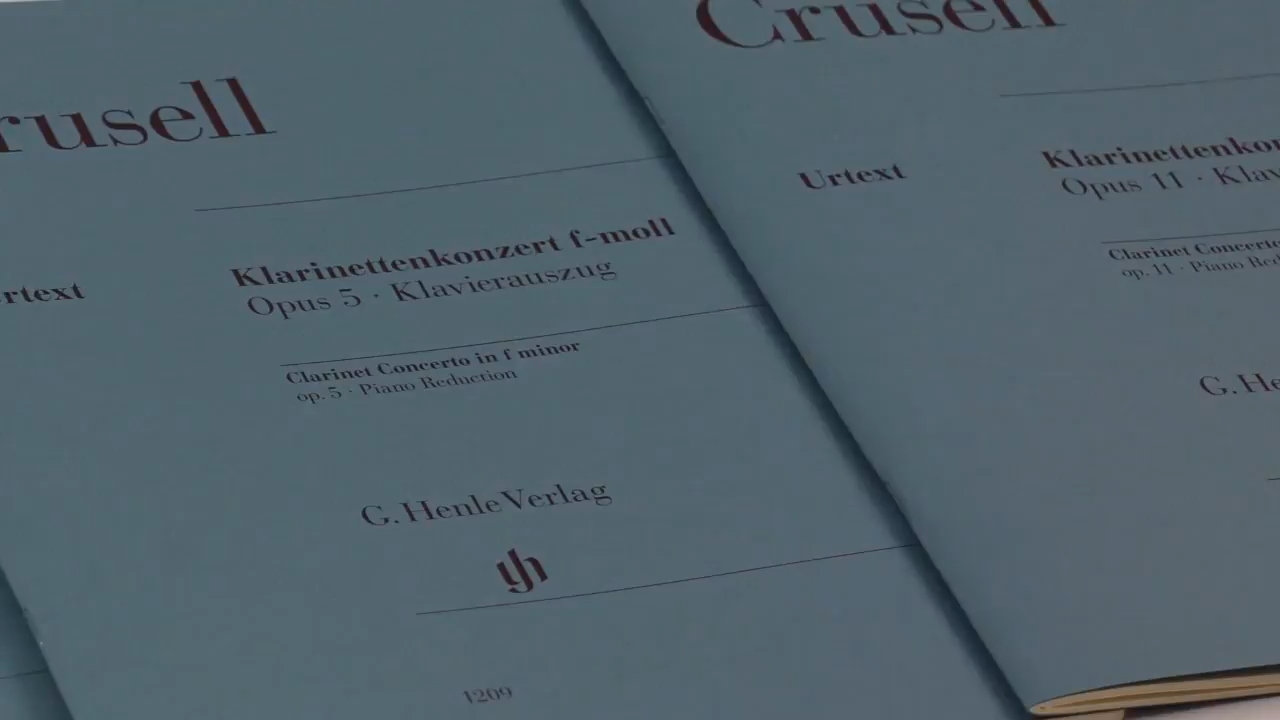 rusell
rtext
Klarinettenkonzert f-moll
Opus 5 · Klavierauszug
Clarinet Concerto in f minor
op. 5 · Piano Reduction
G. Henle Verlag
1209
Crusell
Urtext
Klarinettenkon
Opus 11 · Klav
Clarinet Concerto
op. 11 · Piano Red
G. He